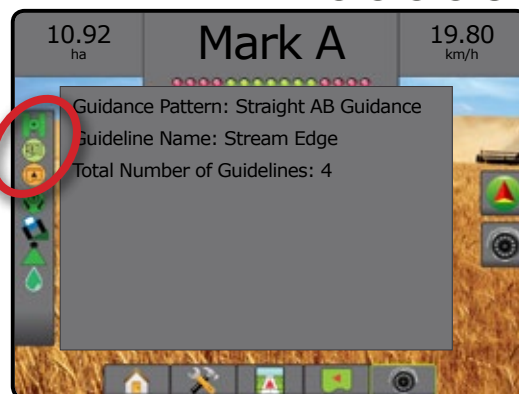 10.92
ha
Mark A
19.80
km/h
Guidance Pattern: Straight AB Guidance
Guideline Name: Stream Edge
Total Number of Guidelines: 4